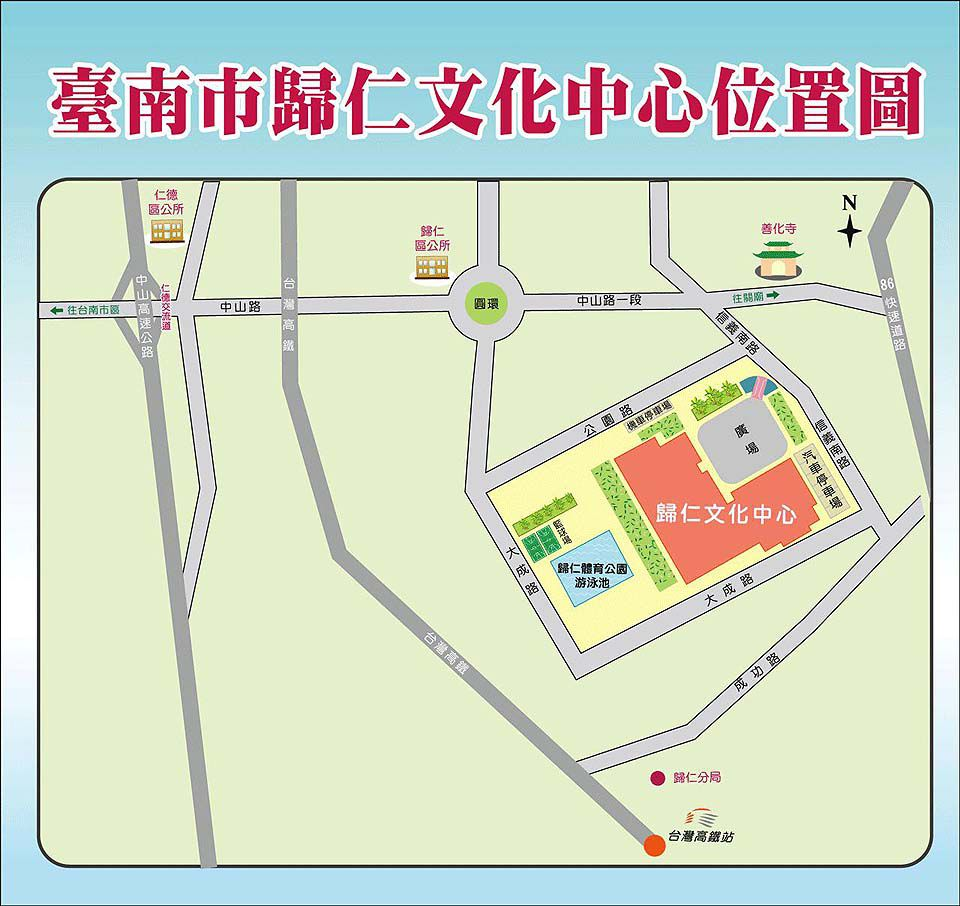 臺南市歸仁文化中心位置圖
仁德
區公所
歸仁
區公所
善化寺
N
往台南市區
仁德交流道
中山高速公路
中山路
台灣高鐵
圓環
中山路一段
往關廟
86快速道路
信義南路
公園路
機車停車場
廣場
信義南路
汽車停車場
歸仁文化中心
籃球場
歸仁體育公園
游泳池
大成路
大成路
台灣高鐵
成功路
歸仁分局
台灣高鐵站